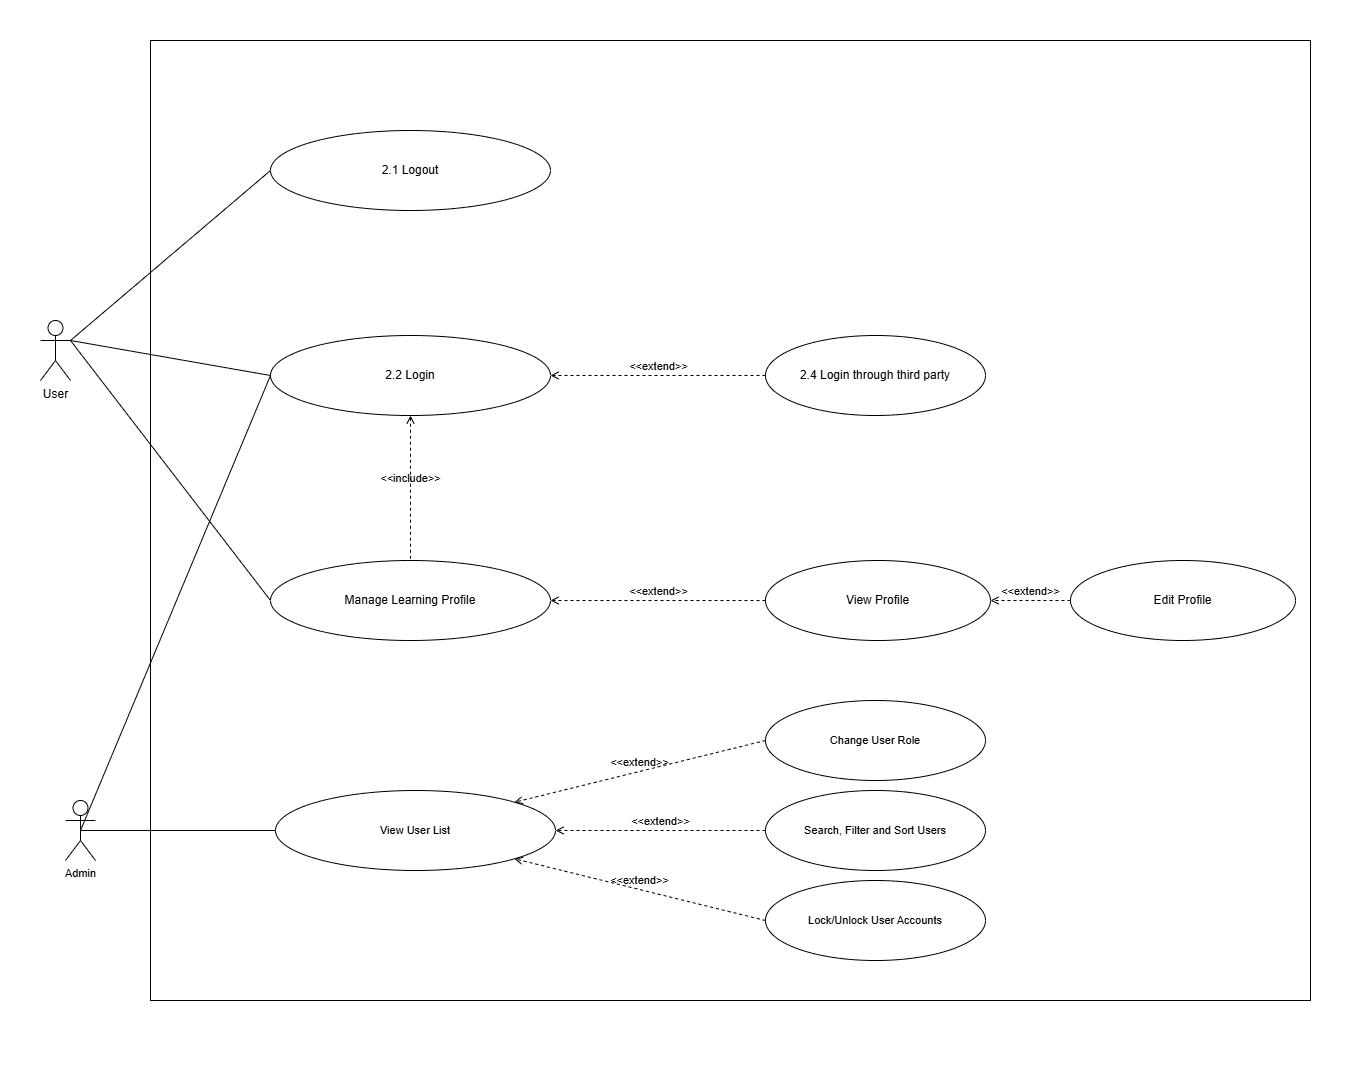 2.1 Logout
User
2.2 Login
<<extend>>
2.4 Login through third party
<<include>>
Manage Learning Profile
<<extend>>
View Profile
<<extend>>
Edit Profile
Change User Role
<<extend>>
Admin
View User List
<<extend>>
Search, Filter and Sort Users
<<extend>>
Lock/Unlock User Accounts